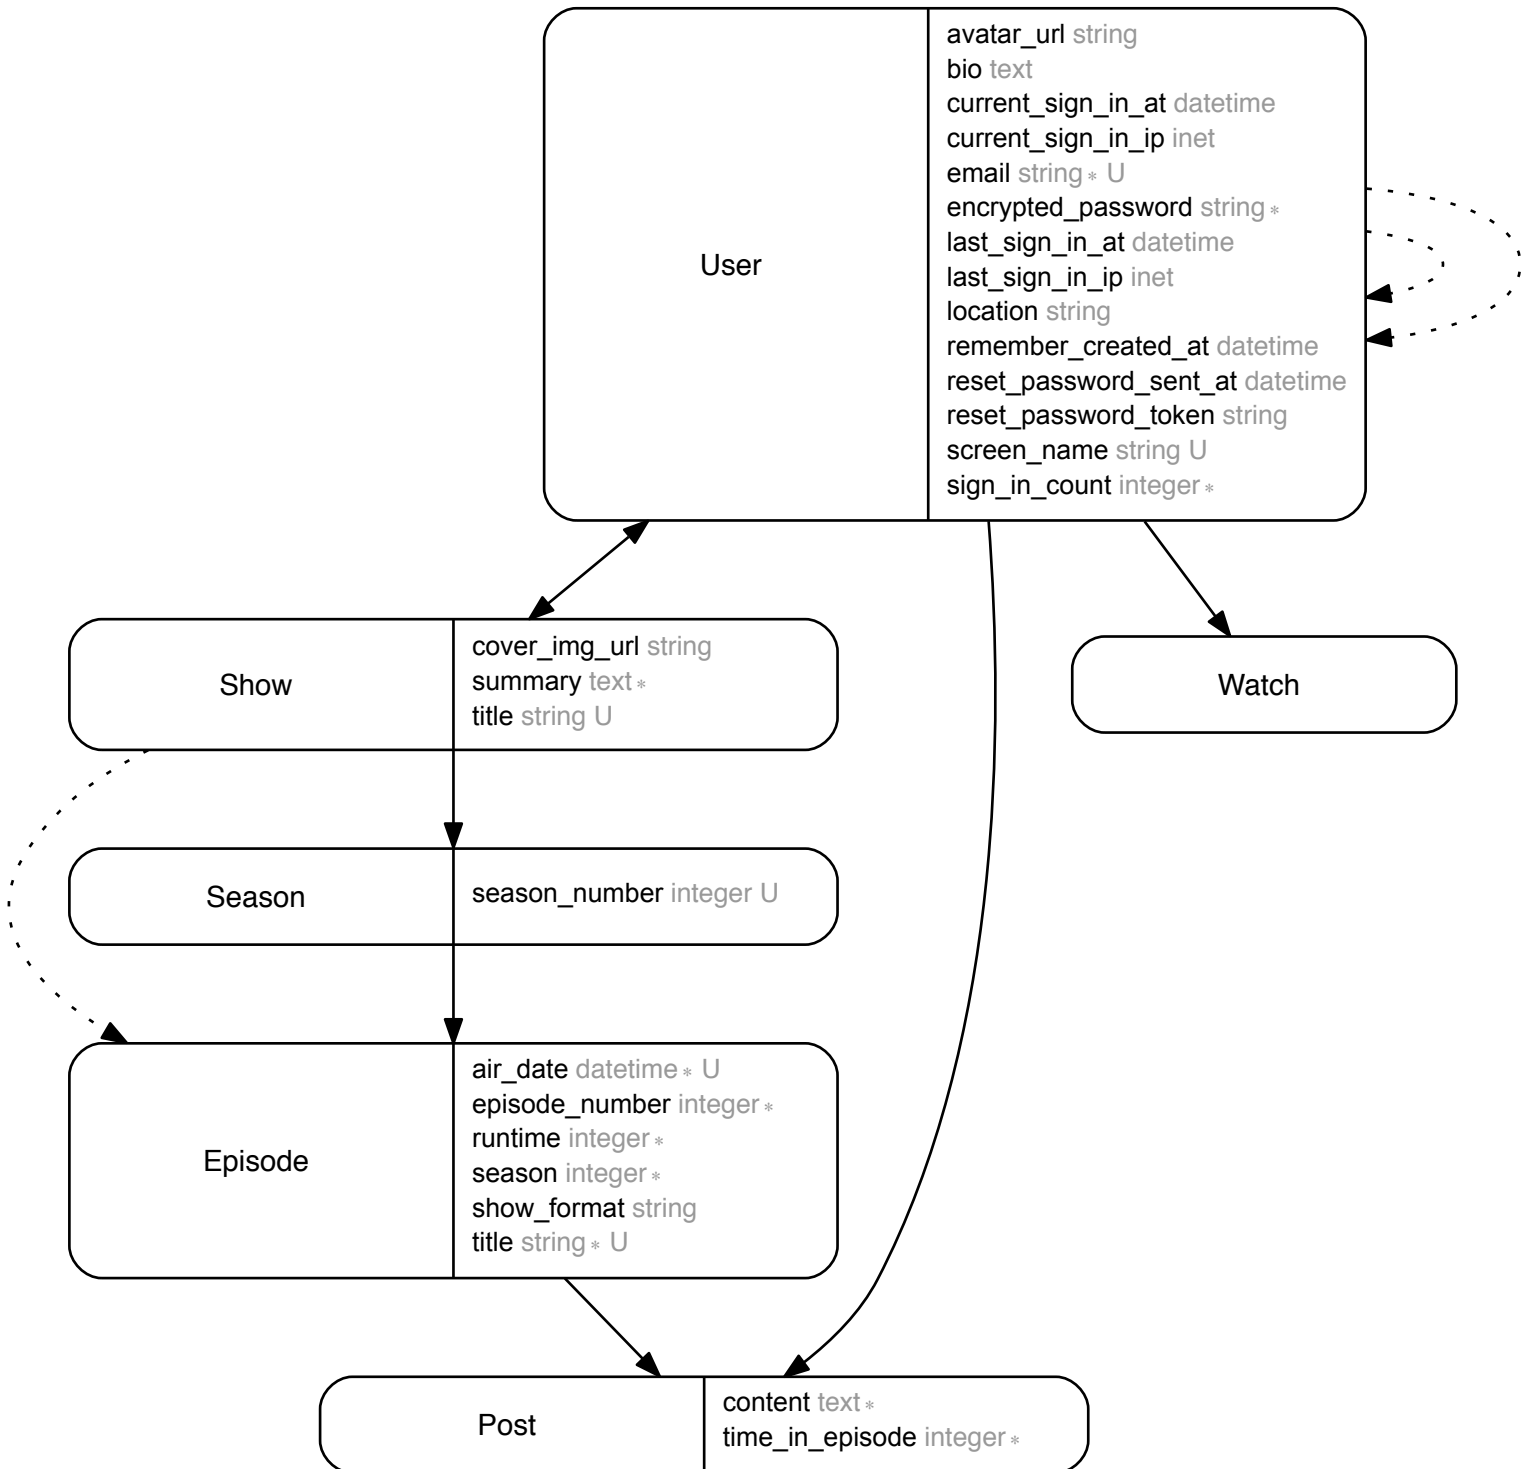 User
avatar_url string
bio text
current_sign_in_at datetime
current_sign_in_ip inet
email string * U
encrypted_password string *
last_sign_in_at datetime
last_sign_in_ip inet
location string
remember_created_at datetime
reset_password_sent_at datetime
reset_password_token string
screen_name string U
sign_in_count integer *
Show
cover_img_url string
summary text *
title string U
Watch
Season
season_number integer U
Episode
air_date datetime * U
episode_number integer *
runtime integer *
season integer *
show_format string
title string * U
Post
content text *
time_in_episode integer *